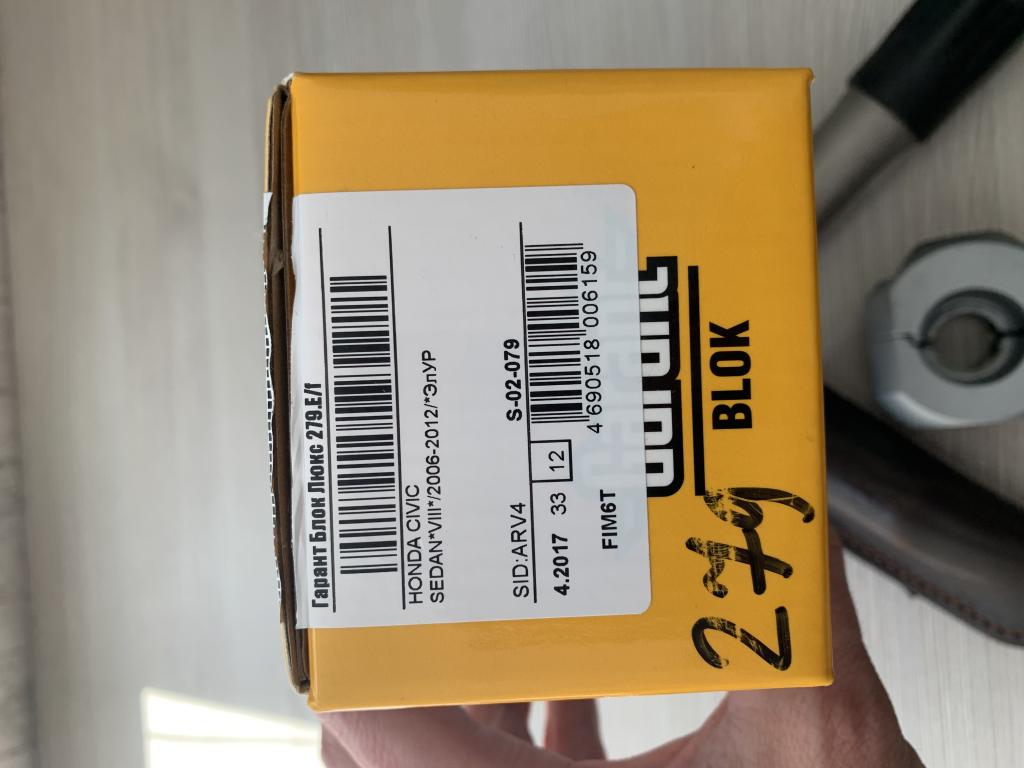 Гарант Блок Люкс 279.E/f
HONDA CIVIC
SEDAN*VIII*/2006-2012/*ЭлУР
SID:ARV4 S-02-079
4.2017 33 12
4 690518 006159
FIM6T
BLOK
279